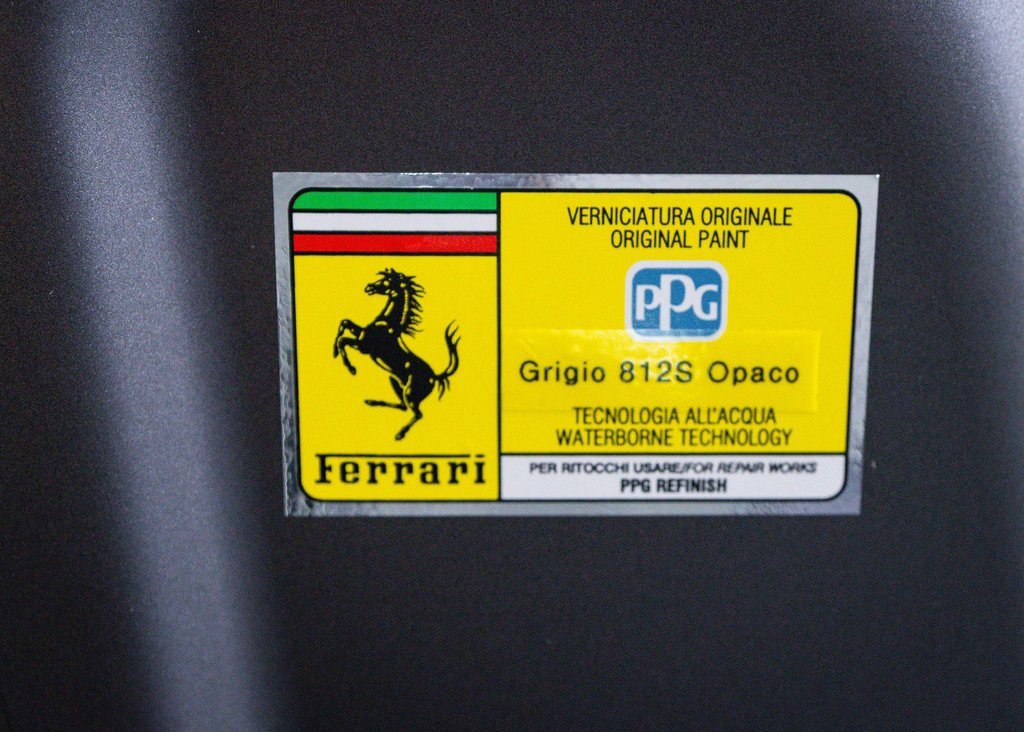 VERNICIATURA ORIGINALE
ORIGINAL PAINT
PPG
Grigio 812S Opaco
TECNOLOGIA ALL'ACQUA
WATERBORNE TECHNOLOGY
Ferrari
PER RITOCCHI USARE/FOR REPAIR WORKS
PPG REFINISH